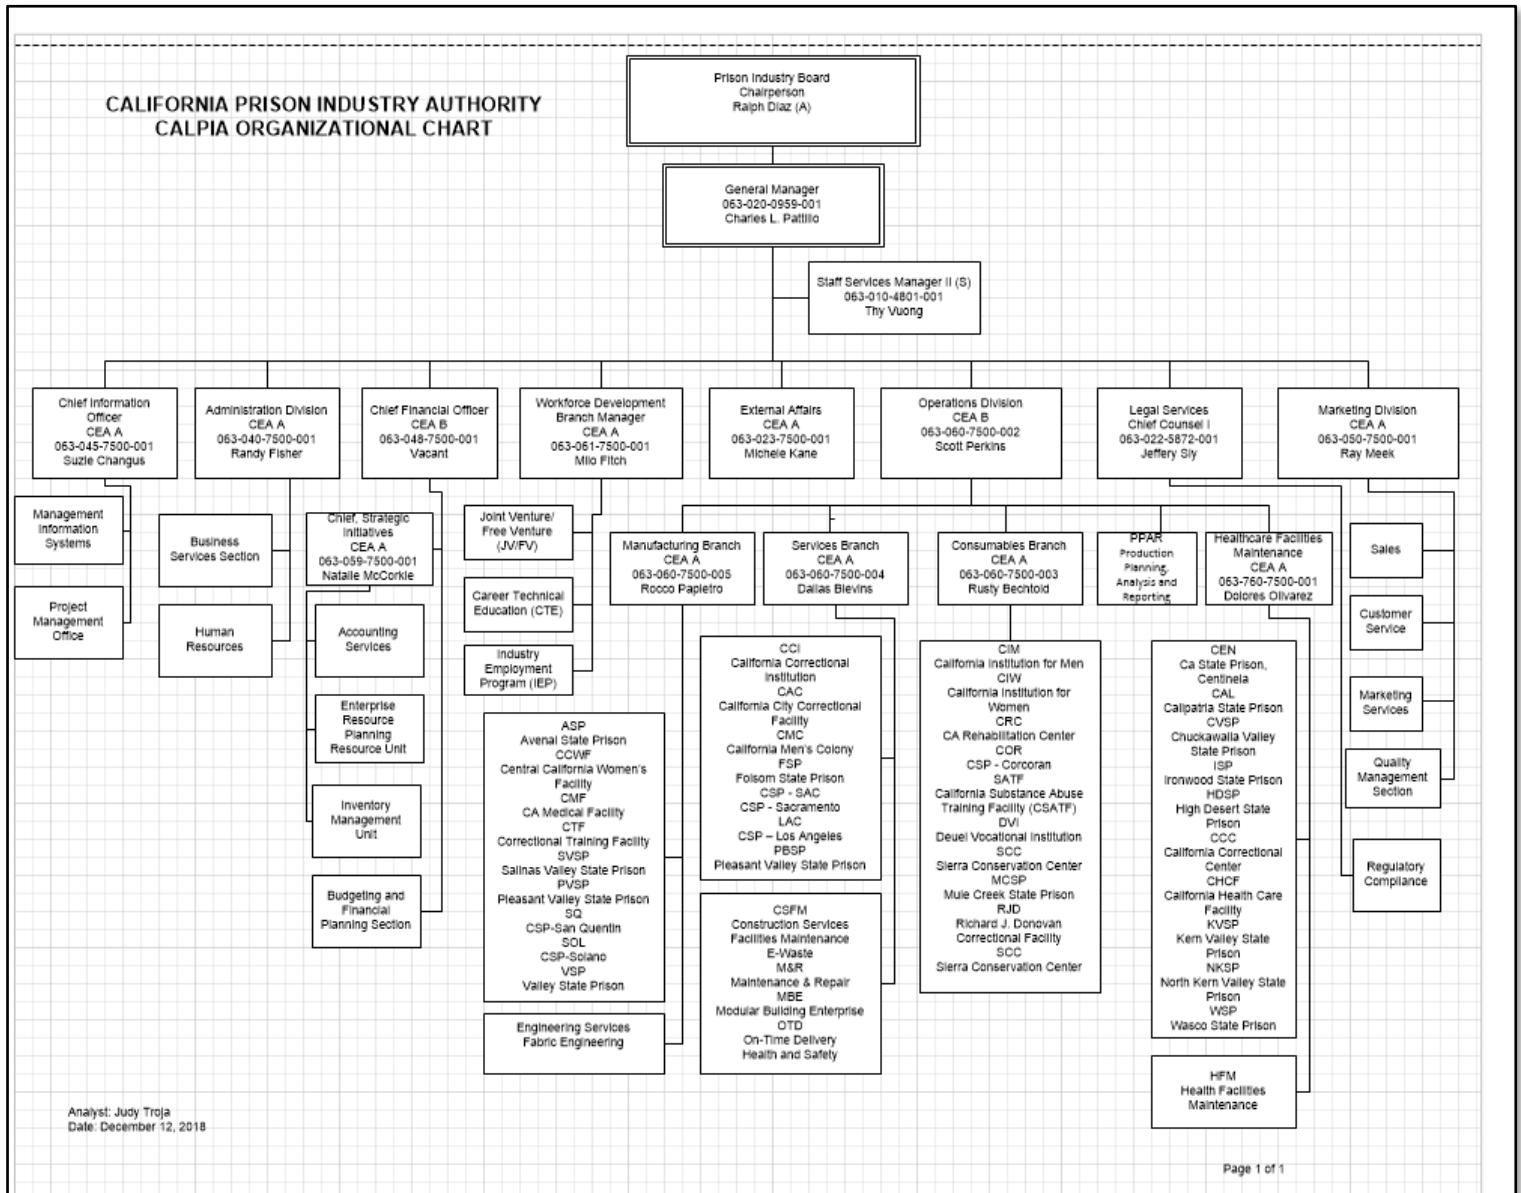 CALIFORNIA PRISON INDUSTRY AUTHORITY
CALPIA ORGANIZATIONAL CHART
Prison Industry Board
Chairperson
Ralph Diaz (A)
General Manager
063-020-0959-001
Charles L. Pattillo
Staff Services Manager II (S)
063-010-4801-001
Thy Vuong
Chief Information
Officer
CEA A
063-045-7500-001
Suzie Changus
Administration Division
CEA A
063-040-7500-001
Randy Fisher
Chief Financial Officer
CEA B
063-048-7500-001
Vacant
Workforce Development
Branch Manager
CEA A
063-061-7500-001
Milo Fitch
External Affairs
CEA A
063-023-7500-001
Michele Kane
Operations Division
CEA B
063-060-7500-002
Scott Perkins
Legal Services
Chief Counsel I
063-022-5872-001
Jeffery Sly
Marketing Division
CEA A
063-050-7500-001
Ray Meek
Management
Information
Systems
Project
Management
Office
Business
Services Section
Human
Resources
Chief, Strategic
Initiatives
CEA A
063-059-7500-001
Natalie McCorkle
Accounting
Services
Enterprise
Resource
Planning
Resource Unit
Inventory
Management
Unit
Budgeting and
Financial
Planning Section
Joint Venture/
Free Venture
(JV/FV)
Career Technical
Education (CTE)
Industry
Employment
Program (IEP)
Manufacturing Branch
CEA A
063-060-7500-005
Rocco Papietro
Services Branch
CEA A
063-060-7500-004
Dallas Blevins
Consumables Branch
CEA A
063-060-7500-003
Rusty Bechtold
PPAR
Production
Planning,
Analysis and
Reporting
Healthcare Facilities
Maintenance
CEA A
063-760-7500-001
Dolores Olivarez
Sales
Customer
Service
Marketing
Services
Quality
Management
Section
Regulatory
Compliance
ASP
Avenal State Prison
CCWF
Central California Women's
Facility
CMF
CA Medical Facility
CTF
Correctional Training Facility
SVSP
Salinas Valley State Prison
PVSP
Pleasant Valley State Prison
SQ
CSP-San Quentin
SOL
CSP-Solano
VSP
Valley State Prison
Engineering Services
Fabric Engineering
CCI
California Correctional
Institution
CAC
California City Correctional
Facility
CMC
California Men's Colony
FSP
Folsom State Prison
CSP - SAC
CSP - Sacramento
LAC
CSP – Los Angeles
PBSP
Pleasant Valley State Prison
CSFM
Construction Services
Facilities Maintenance
E-Waste
M&R
Maintenance & Repair
MBE
Modular Building Enterprise
OTD
On-Time Delivery
Health and Safety
CIM
California Institution for Men
CIW
California Institution for
Women
CRC
CA Rehabilitation Center
COR
CSP - Corcoran
SATF
California Substance Abuse
Training Facility (CSATF)
DVI
Deuel Vocational Institution
SCC
Sierra Conservation Center
MCSP
Mule Creek State Prison
RJD
Richard J. Donovan
Correctional Facility
SCC
Sierra Conservation Center
CEN
Ca State Prison,
Centinela
CAL
Calipatria State Prison
CVSP
Chuckawalla Valley
State Prison
ISP
Ironwood State Prison
HDSP
High Desert State
Prison
CCC
California Correctional
Center
CHCF
California Health Care
Facility
KVSP
Kern Valley State
Prison
NKSP
North Kern Valley State
Prison
WSP
Wasco State Prison
HFM
Health Facilities
Maintenance
Analyst: Judy Troja
Date: December 12, 2018
Page 1 of 1